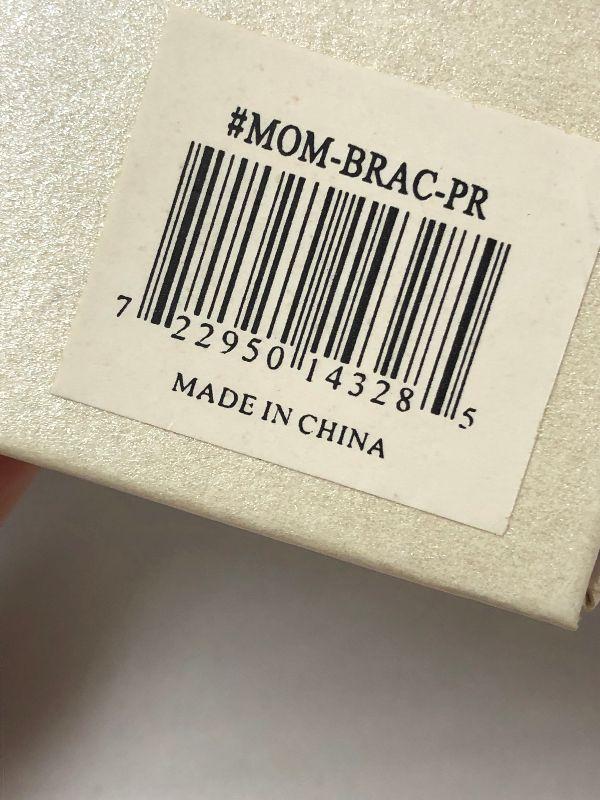 #MOM-BRAC-PR
7 22950 14328 5
MADE IN CHINA